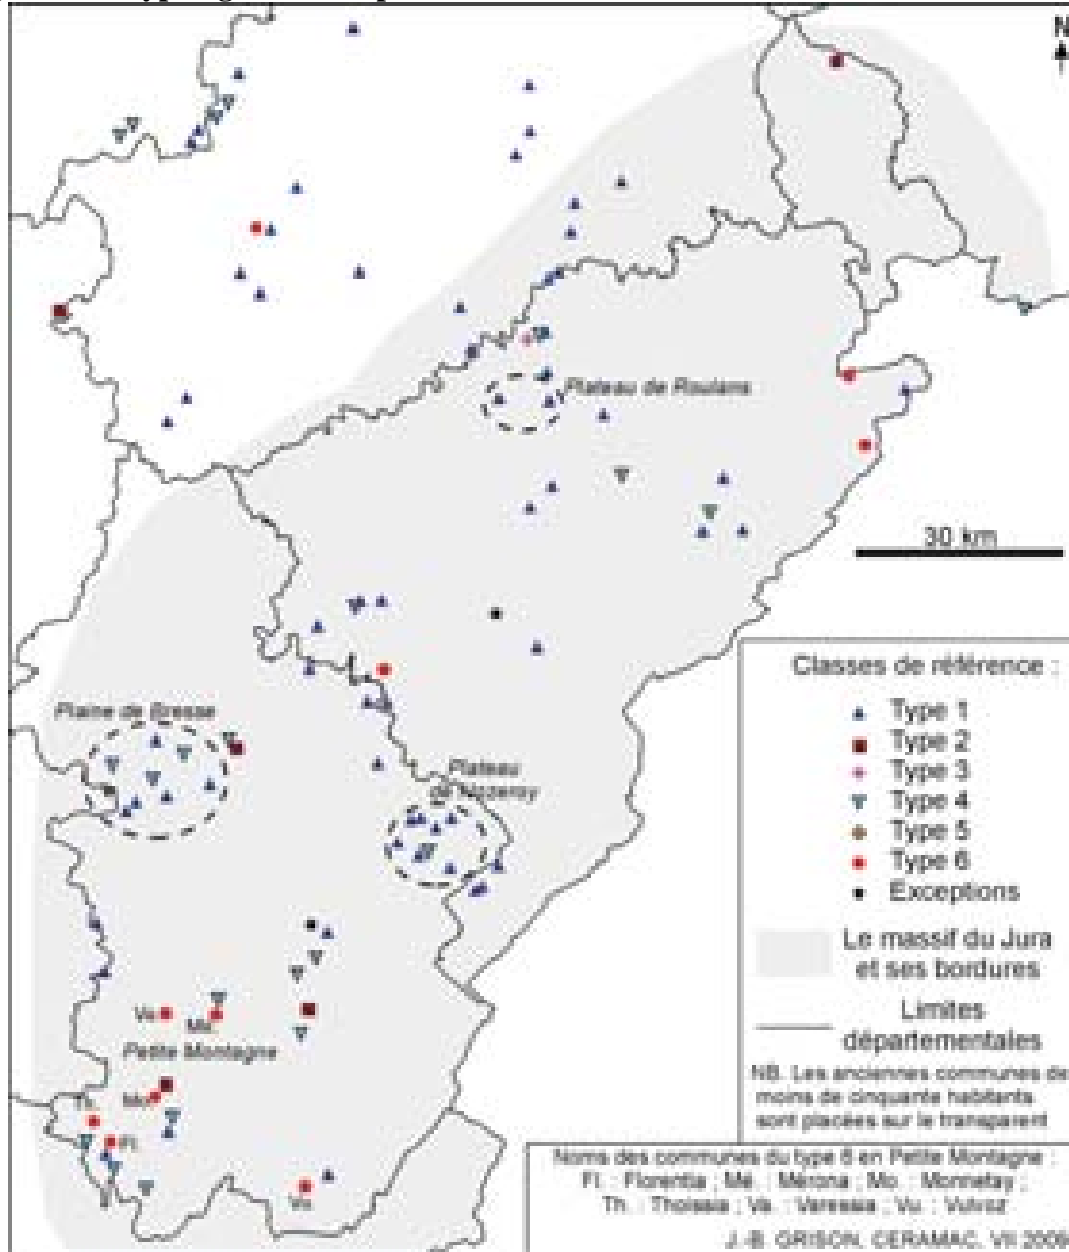 N
Plateau de Roulans
30 km
Plaine de Bresse
Plateau
de Nozeroy
Va.
Mé.
Petite Montagne
Mo.
Th.
Fl.
Vu.
Classes de référence :
Type 1
Type 2
Type 3
Type 4
Type 5
Type 6
Exceptions
Le massif du Jura
et ses bordures
Limites
départementales
NB. Les anciennes communes de
moins de cinquante habitants
sont placées sur le transparent
Noms des communes du type 6 en Petite Montagne :
Fl. : Florentia ; Mé. : Mérona ; Mo. : Monnetay ;
Th. : Thoissia ; Va. : Varessia ; Vu. : Vulvoz
J.-B. GRISON, CERAMAC, VII 2009